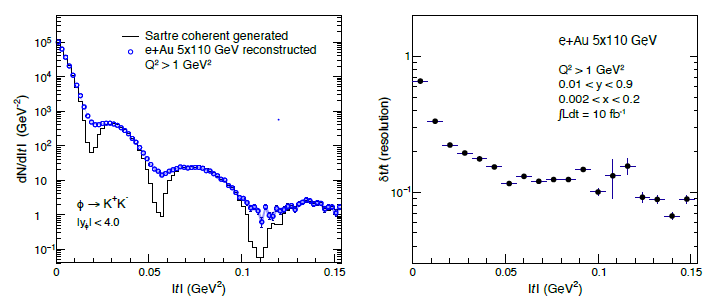 Sartre coherent generated
e+Au 5x110 GeV reconstructed
Q² > 1 GeV²
dN/d|t| (GeV⁻²)
10⁵
10⁴
10³
10²
10
1
10⁻¹
ϕ → K⁺K⁻
|yϕ| < 4.0
0 0.05 0.1 0.15
|t| (GeV²)
e+Au 5x110 GeV
Q² > 1 GeV²
0.01 < y < 0.9
0.002 < x < 0.2
∫Ldt = 10 fb⁻¹
δt/t (resolution)
1
10⁻¹
0 0.05 0.1 0.15
|t| (GeV²)